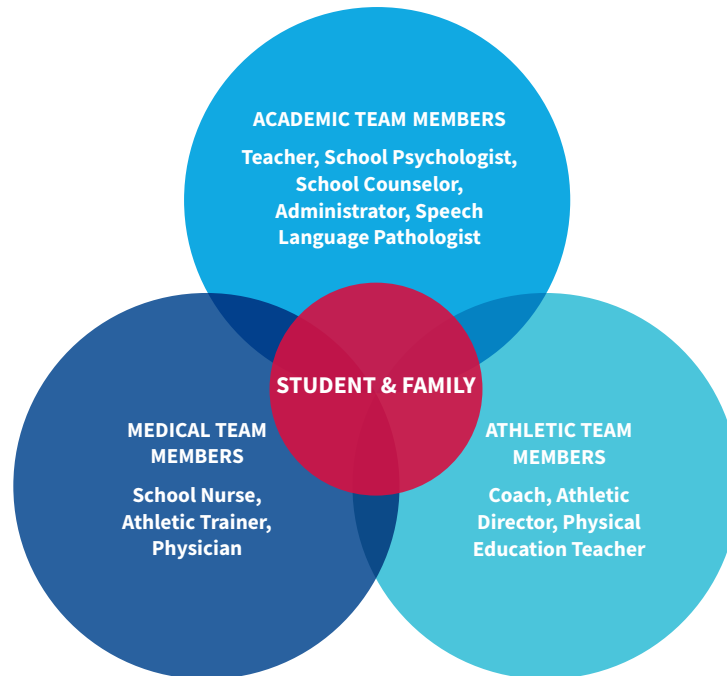 ACADEMIC TEAM MEMBERS
Teacher, School Psychologist,
School Counselor,
Administrator, Speech
Language Pathologist
STUDENT & FAMILY
MEDICAL TEAM
MEMBERS
School Nurse,
Athletic Trainer,
Physician
ATHLETIC TEAM
MEMBERS
Coach, Athletic
Director, Physical
Education Teacher